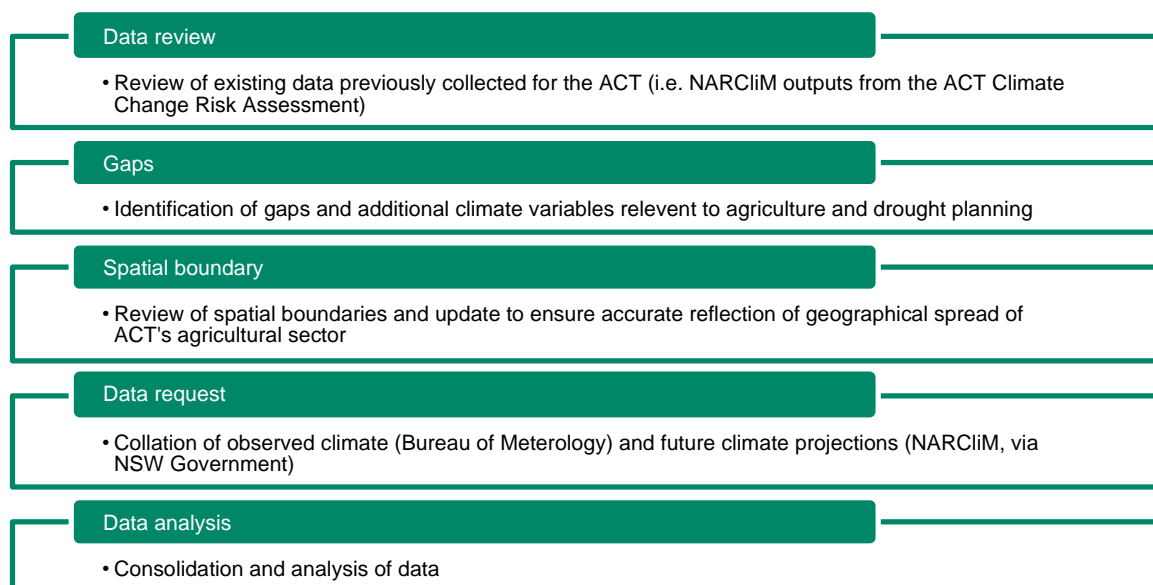 Data review
• Review of existing data previously collected for the ACT (i.e. NARCliM outputs from the ACT Climate
Change Risk Assessment)
Gaps
• Identification of gaps and additional climate variables relevent to agriculture and drought planning
Spatial boundary
• Review of spatial boundaries and update to ensure accurate reflection of geographical spread of
ACT's agricultural sector
Data request
• Collation of observed climate (Bureau of Meterology) and future climate projections (NARCliM, via
NSW Government)
Data analysis
• Consolidation and analysis of data